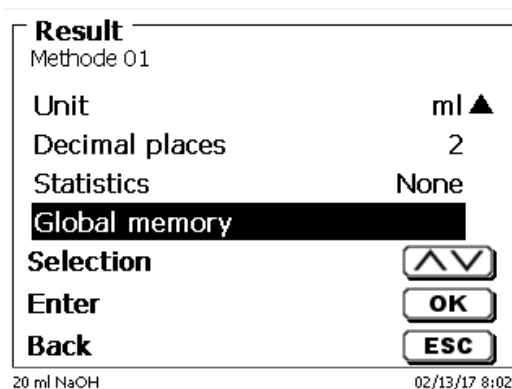 Result
Methode 01
Unit ml
Decimal places 2
Statistics None
Global memory
Selection
Enter OK
Back ESC
20 ml NaOH 02/13/17 8:02